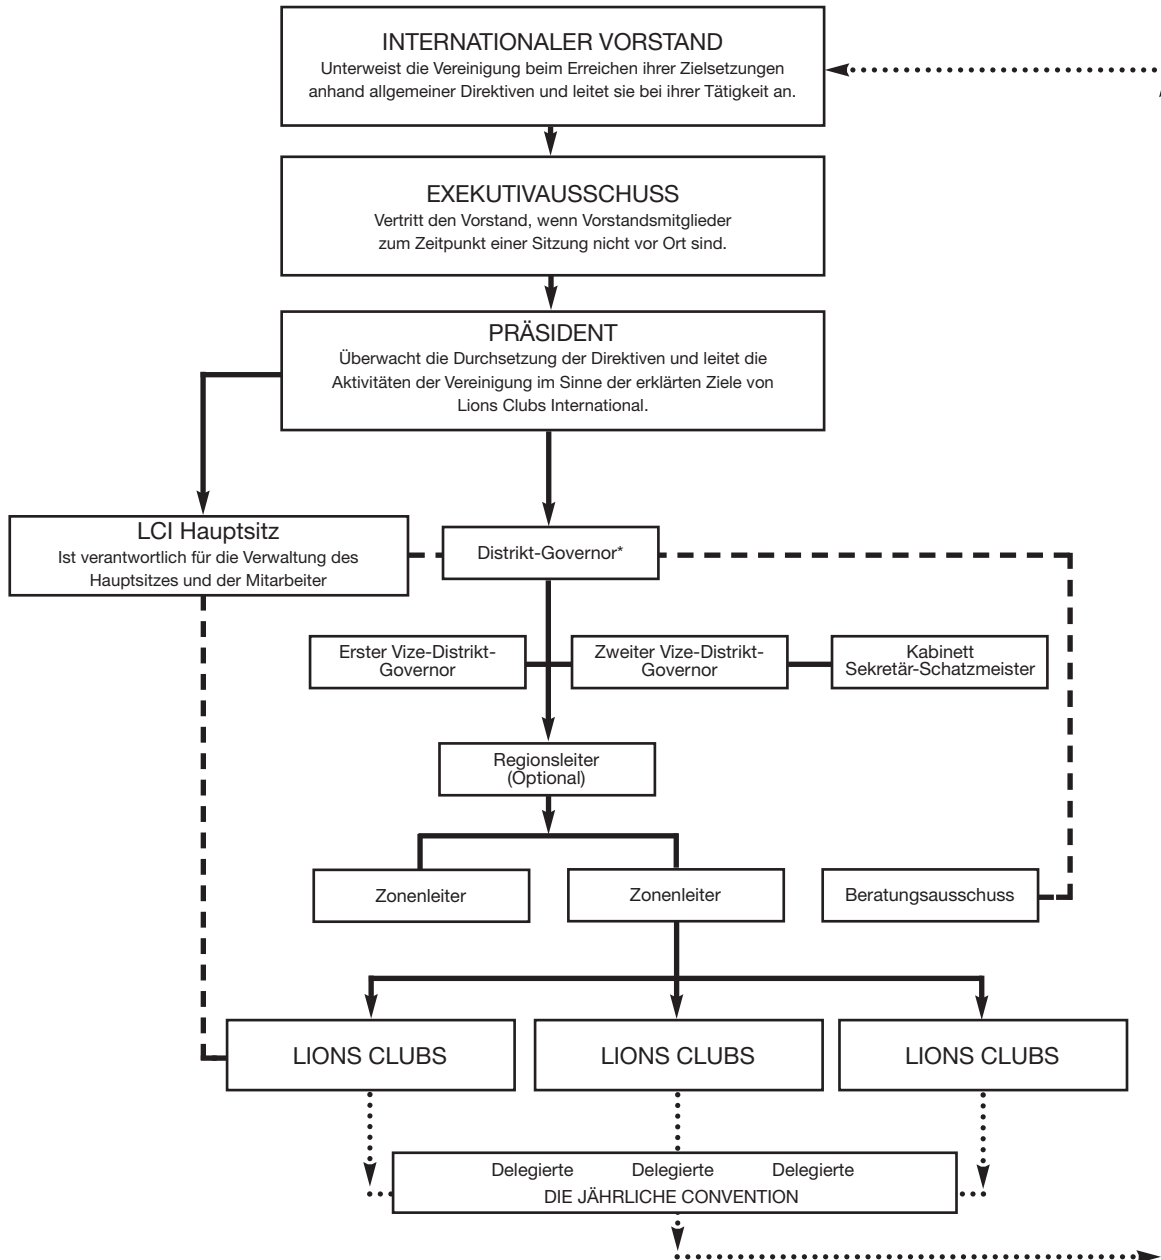 INTERNATIONALER VORSTAND
Unterweist die Vereinigung beim Erreichen ihrer Zielsetzungen
anhand allgemeiner Direktiven und leitet sie bei ihrer Tätigkeit an.
EXEKUTIVAUSSCHUSS
Vertritt den Vorstand, wenn Vorstandsmitglieder
zum Zeitpunkt einer Sitzung nicht vor Ort sind.
PRÄSIDENT
Überwacht die Durchsetzung der Direktiven und leitet die
Aktivitäten der Vereinigung im Sinne der erklärten Ziele von
Lions Clubs International.
LCI Hauptsitz
Ist verantwortlich für die Verwaltung des
Hauptsitzes und der Mitarbeiter
Distrikt-Governor*
Erster Vize-Distrikt-
Governor
Zweiter Vize-Distrikt-
Governor
Kabinett
Sekretär-Schatzmeister
Regionsleiter
(Optional)
Zonenleiter
Zonenleiter
Beratungsausschuss
LIONS CLUBS
LIONS CLUBS
LIONS CLUBS
Delegierte Delegierte Delegierte
DIE JÄHRLICHE CONVENTION